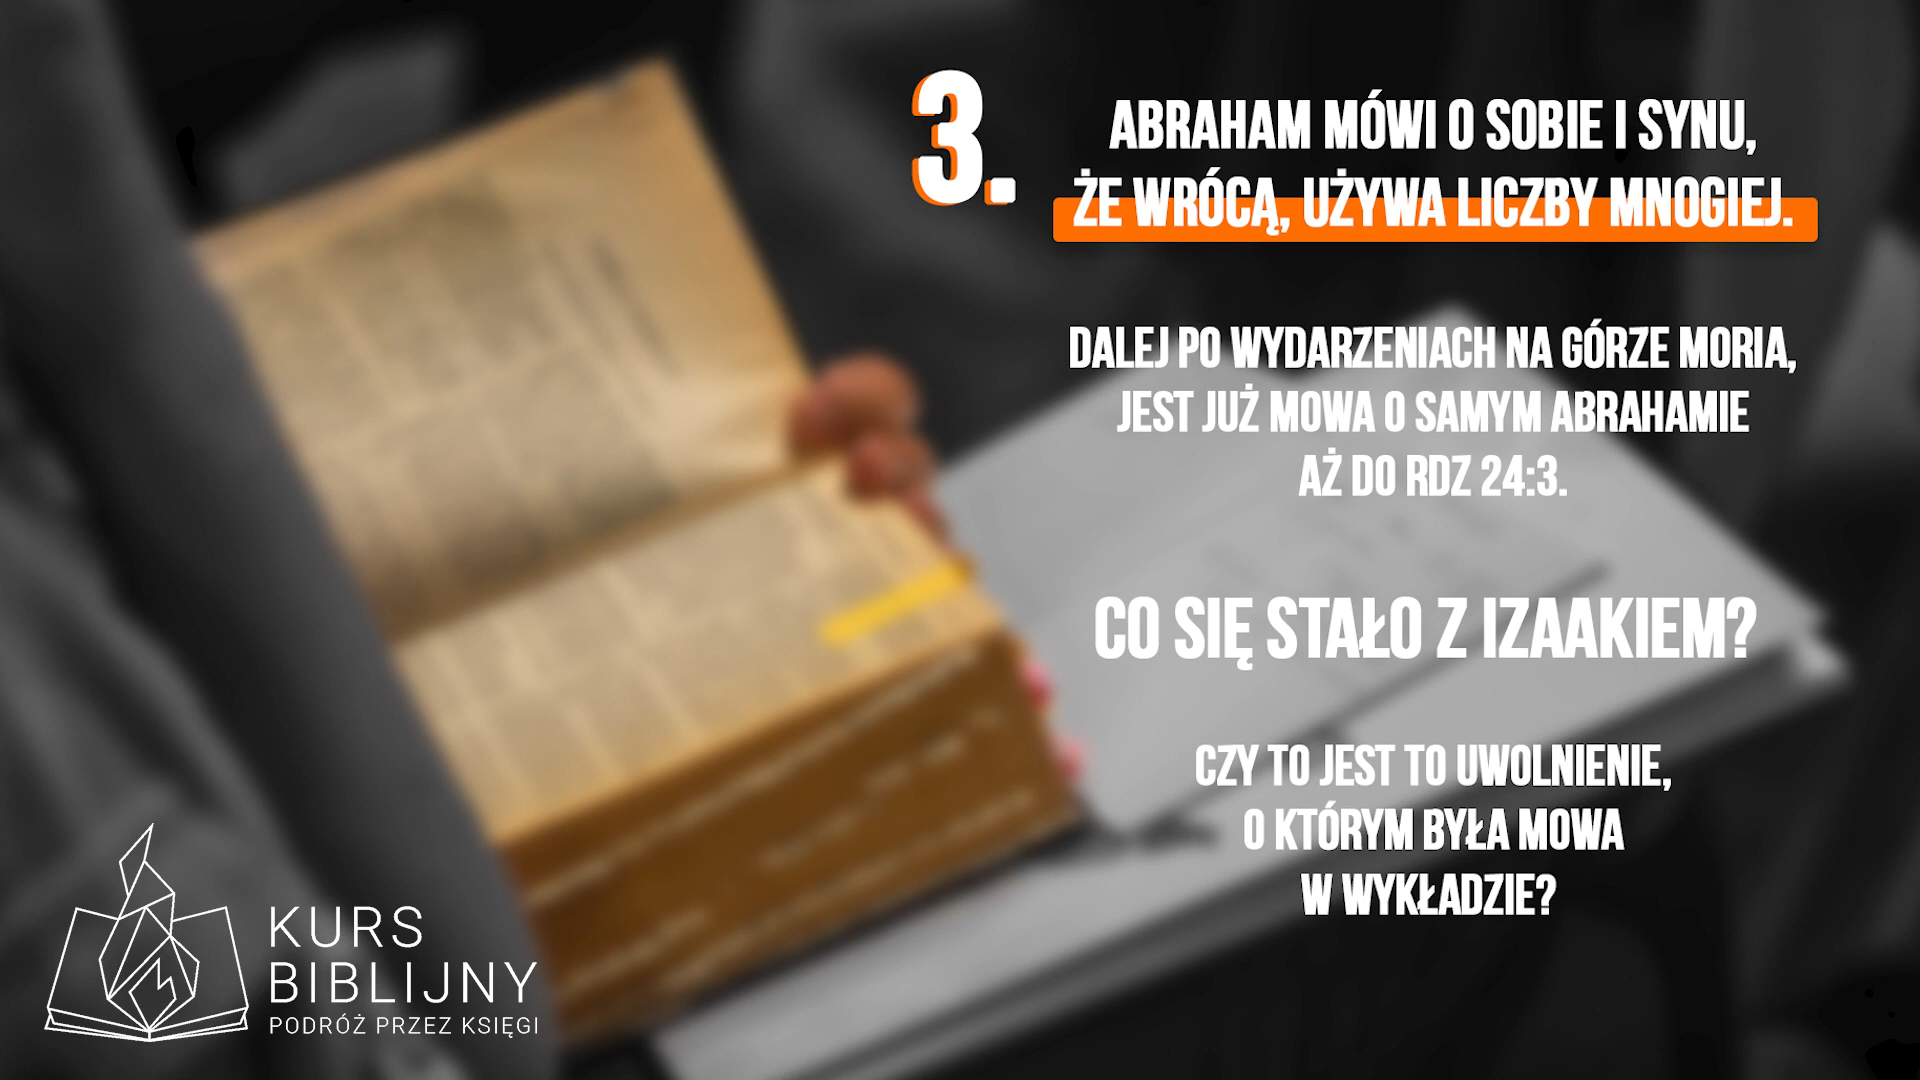 3.
ABRAHAM MÓWI O SOBIE I SYNU,
ŻE WRÓCĄ, UŻYWA LICZBY MNOGIEJ.
DALEJ PO WYDARZENIACH NA GÓRZE MORIA,
JEST JUŻ MOWA O SAMYM ABRAHAMIE
AŻ DO RDZ 24:3.
CO SIĘ STAŁO Z IZAAKIEM?
CZY TO JEST TO UWOLNIENIE,
O KTÓRYM BYŁA MOWA
W WYKŁADZIE?
KURS
BIBLIJNY
PODRÓŻ PRZEZ KSIĘGI